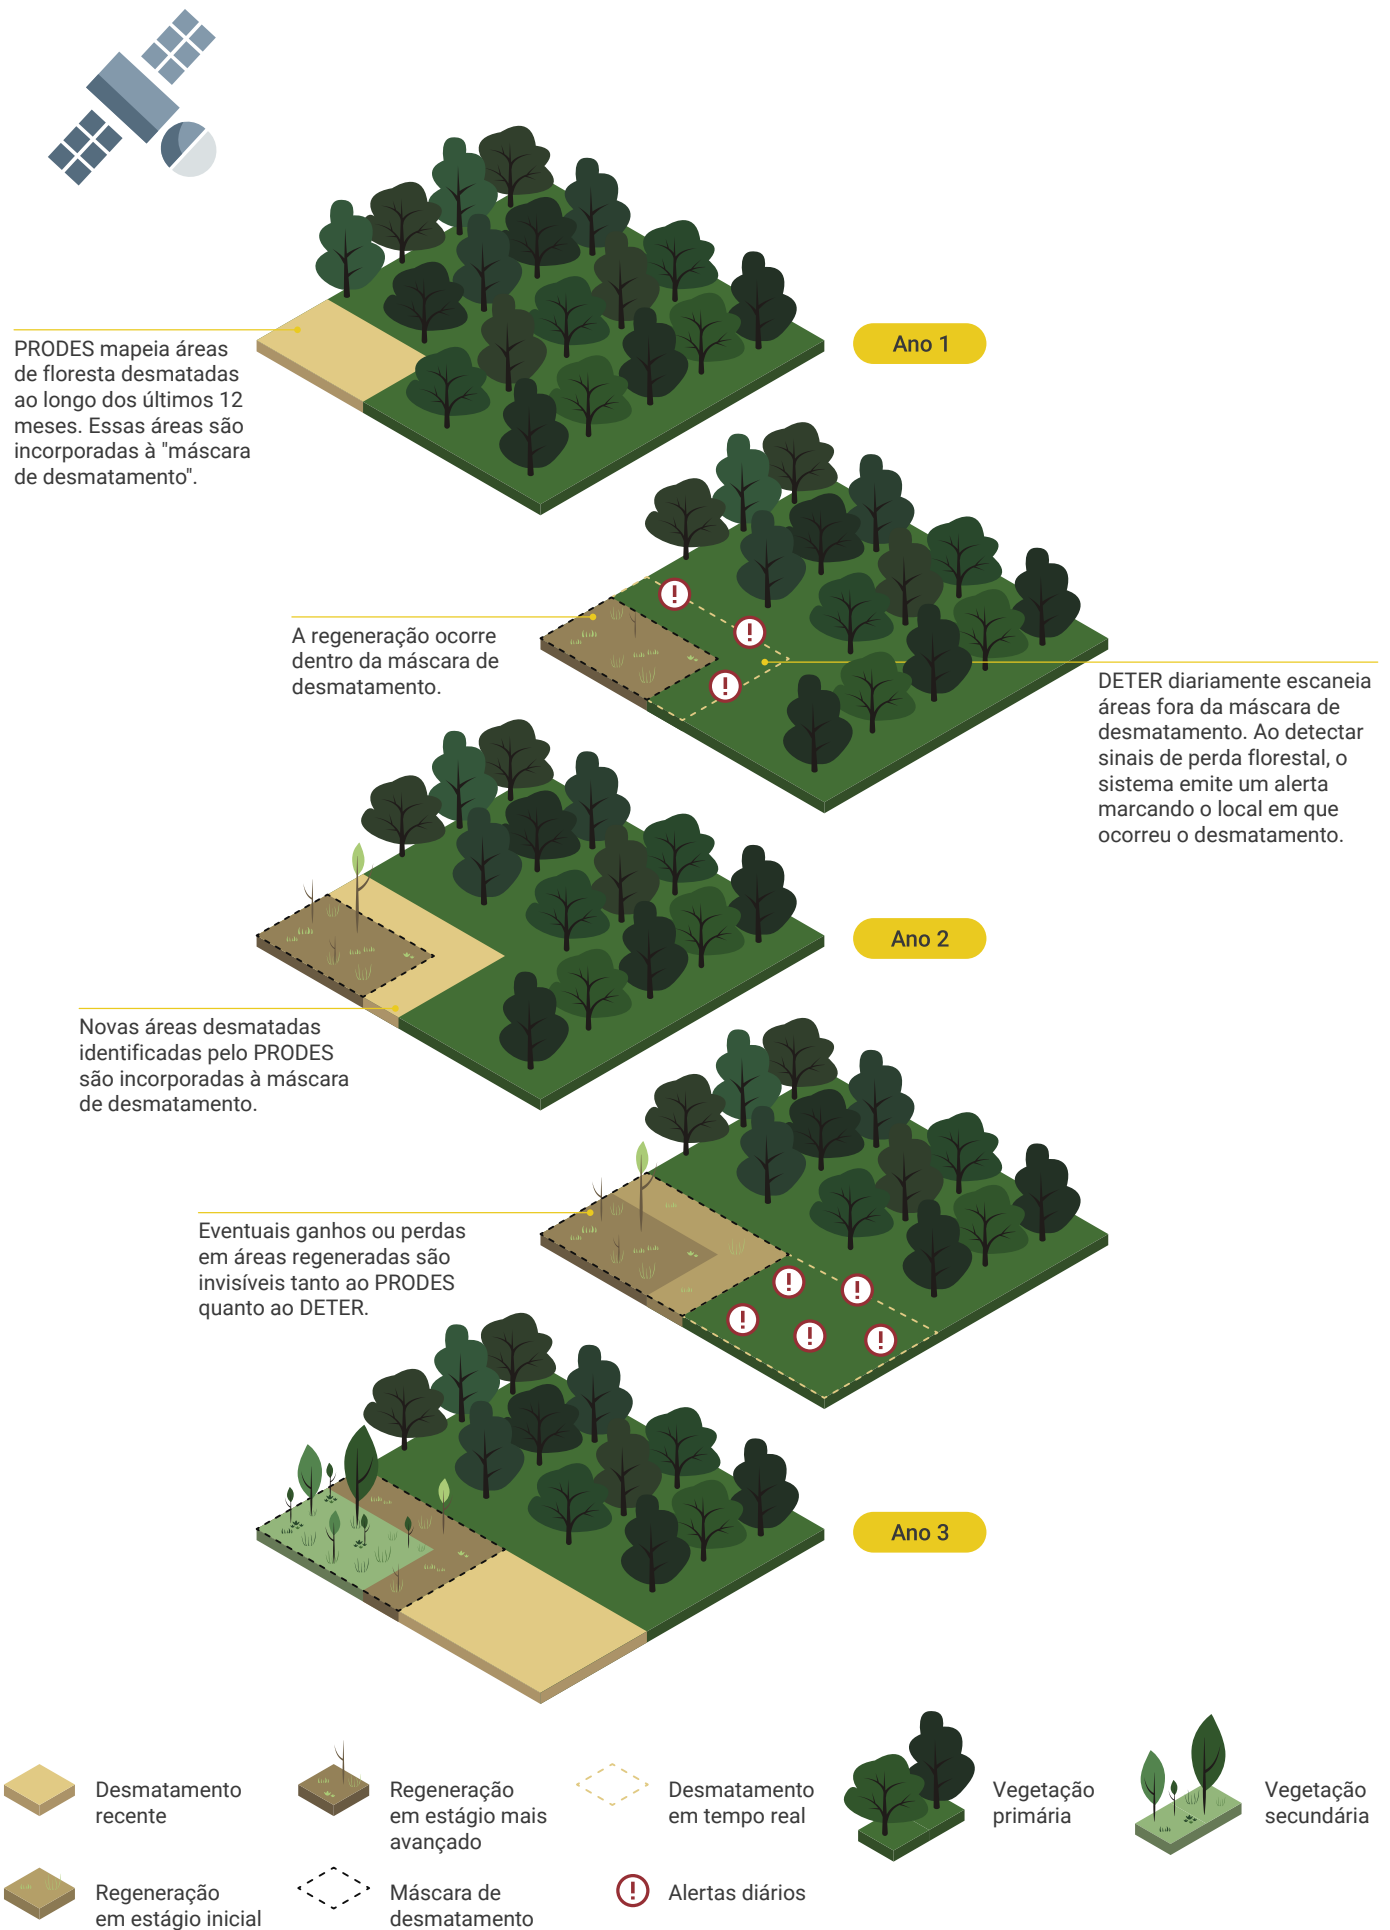 PRODES mapeia áreas
de floresta desmatadas
ao longo dos últimos 12
meses. Essas áreas são
incorporadas à "máscara
de desmatamento".
Ano 1
A regeneração ocorre
dentro da máscara de
desmatamento.
DETER diariamente escaneia
áreas fora da máscara de
desmatamento. Ao detectar
sinais de perda florestal, o
sistema emite um alerta
marcando o local em que
ocorreu o desmatamento.
Ano 2
Novas áreas desmatadas
identificadas pelo PRODES
são incorporadas à máscara
de desmatamento.
Eventuais ganhos ou perdas
em áreas regeneradas são
invisíveis tanto ao PRODES
quanto ao DETER.
Ano 3
Desmatamento
recente
Regeneração
em estágio mais
avançado
Desmatamento
em tempo real
Vegetação
primária
Vegetação
secundária
Regeneração
em estágio inicial
Máscara de
desmatamento
Alertas diários